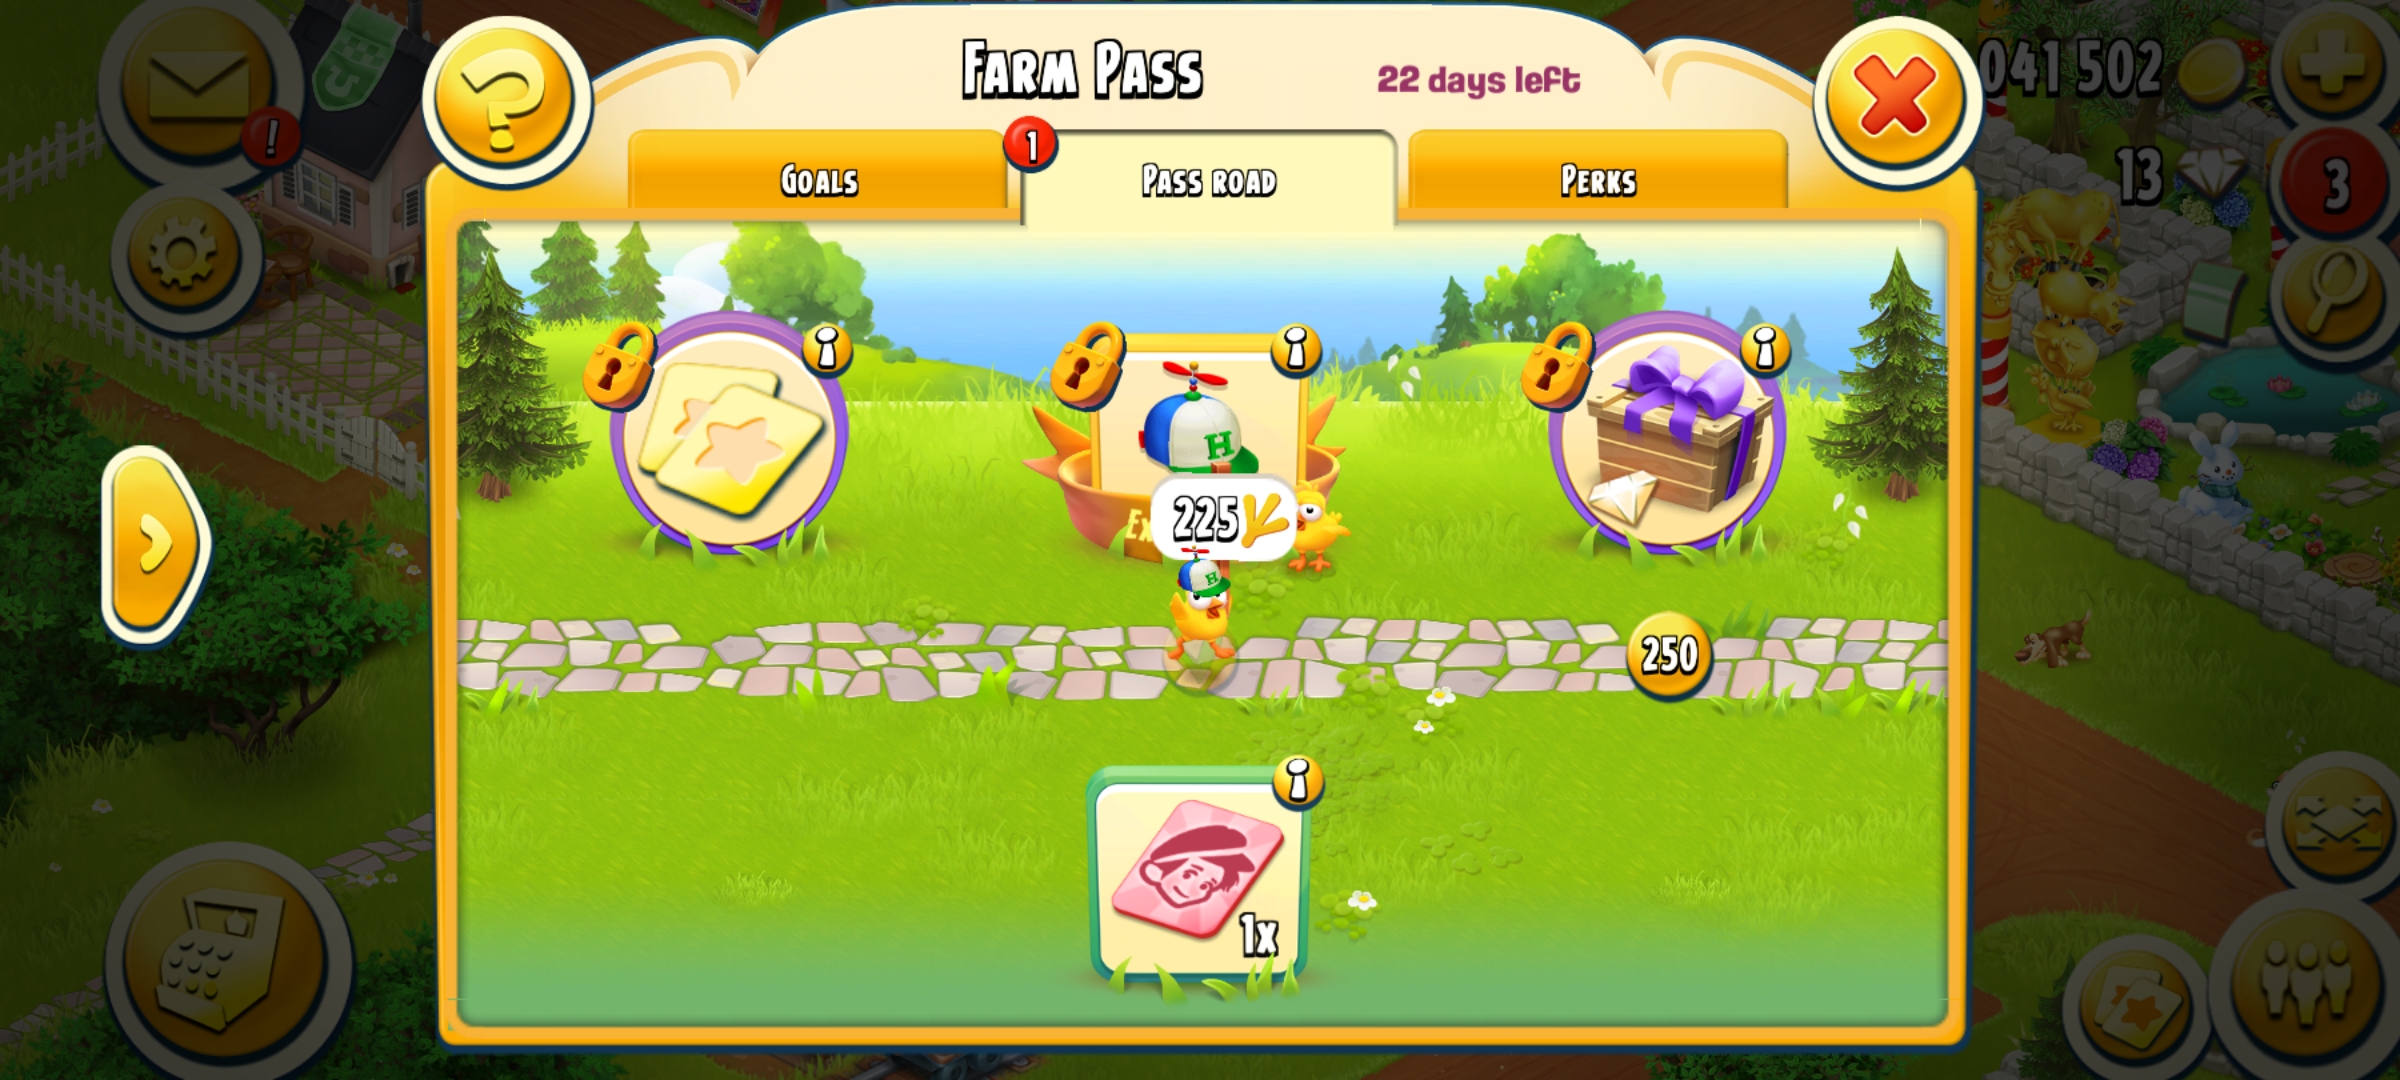 FARM PASS
22 days left
GOALS
1
PASS ROAD
PERKS
041 502
13
3
!
H
225
H
250
1x